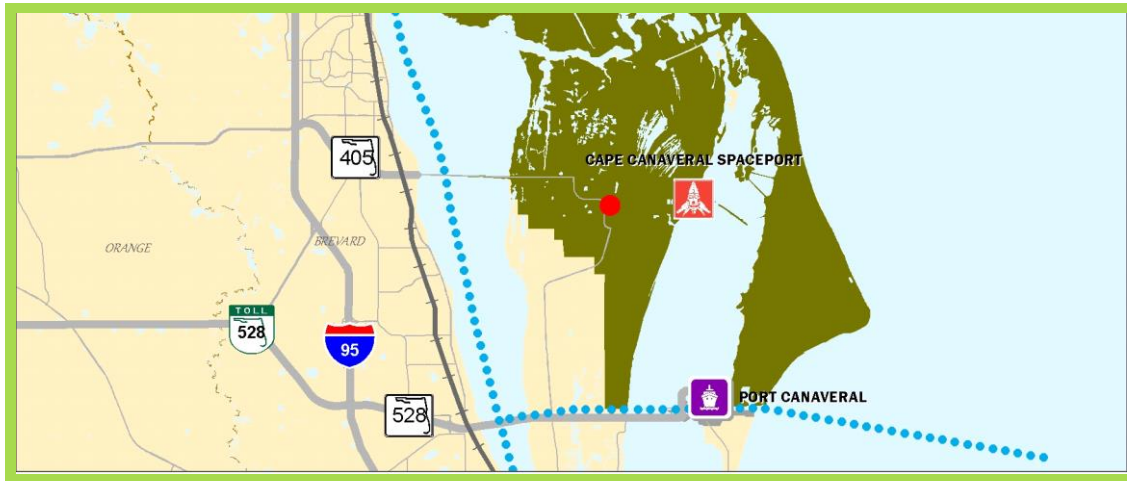 405
CAPE CANAVERAL SPACEPORT
ORANGE
BREVARD
TOLL
528
95
528
PORT CANAVERAL